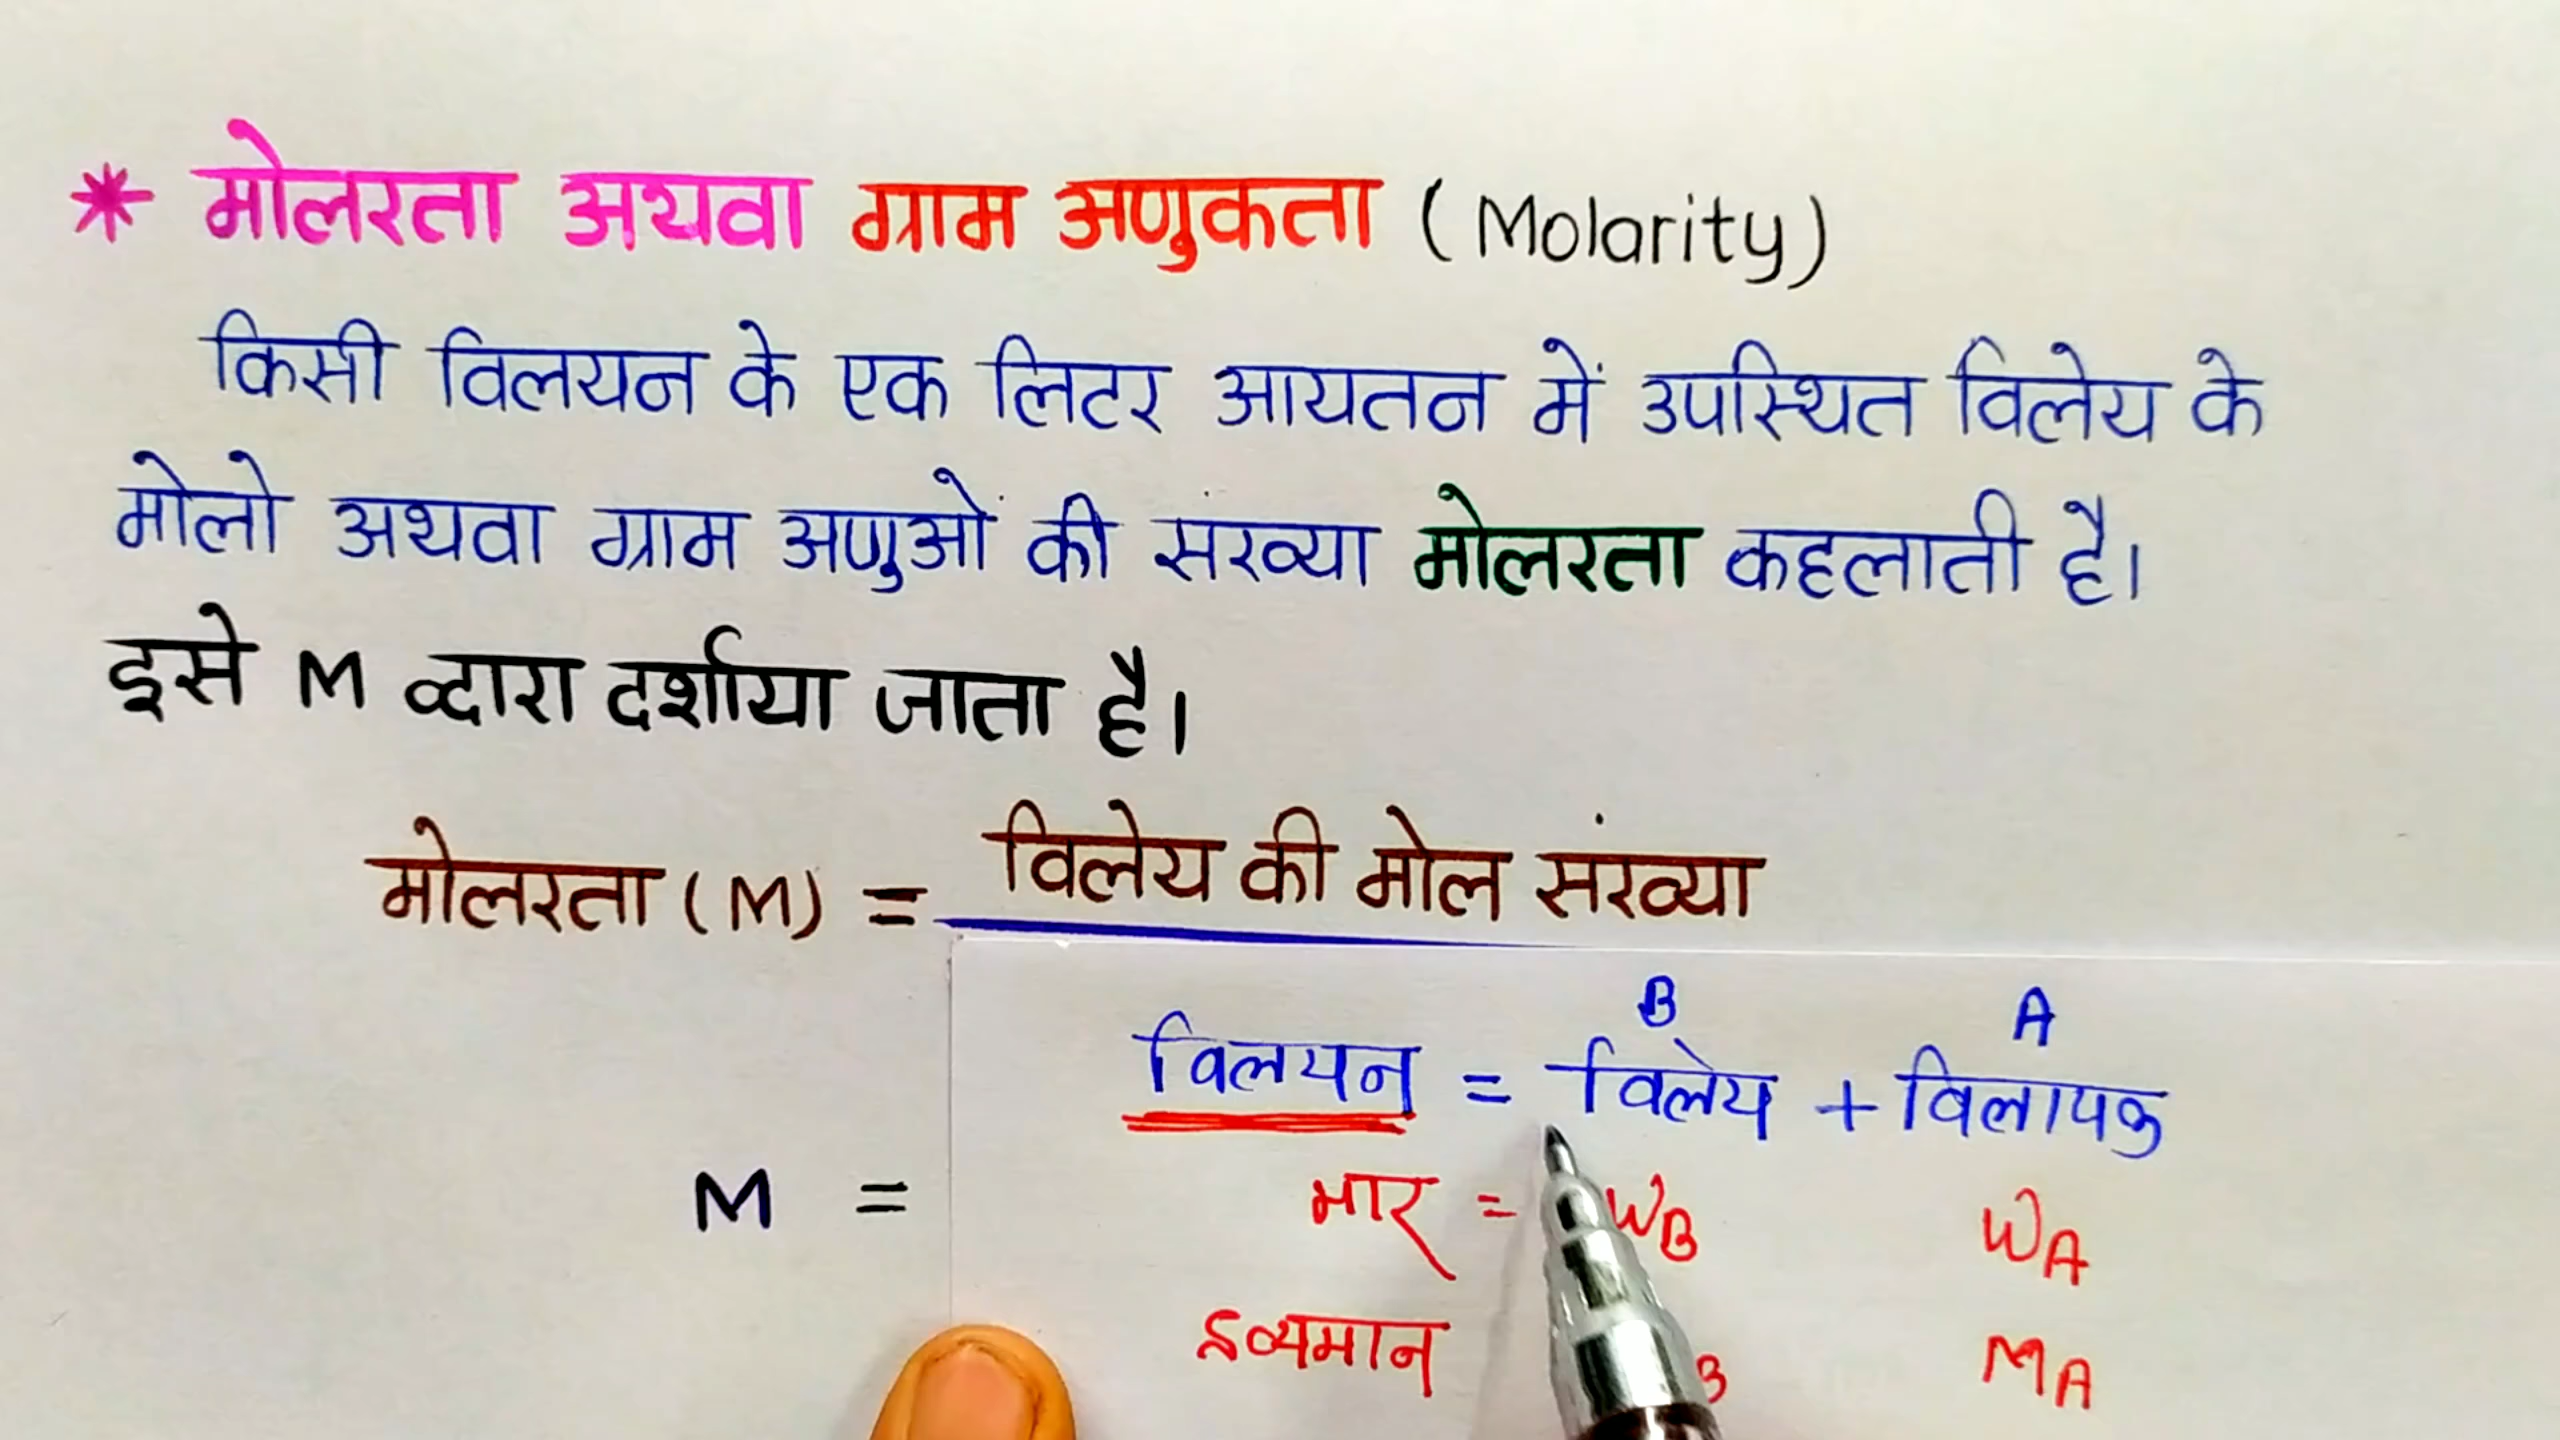 * मोलरता अथवा ग्राम अणुकता (Molarity)
किसी विलयन के एक लिटर आयतन में उपस्थित विलेय के
मोलो अथवा ग्राम अणुओं की संख्या मोलरता कहलाती है।
इसे M द्वारा दर्शाया जाता है।
मोलरता (M) = विलेय की मोल संख्या
B A
विलयन = विलेय + विलायक
M =
भार = WB WA
द्रव्यमान B MA